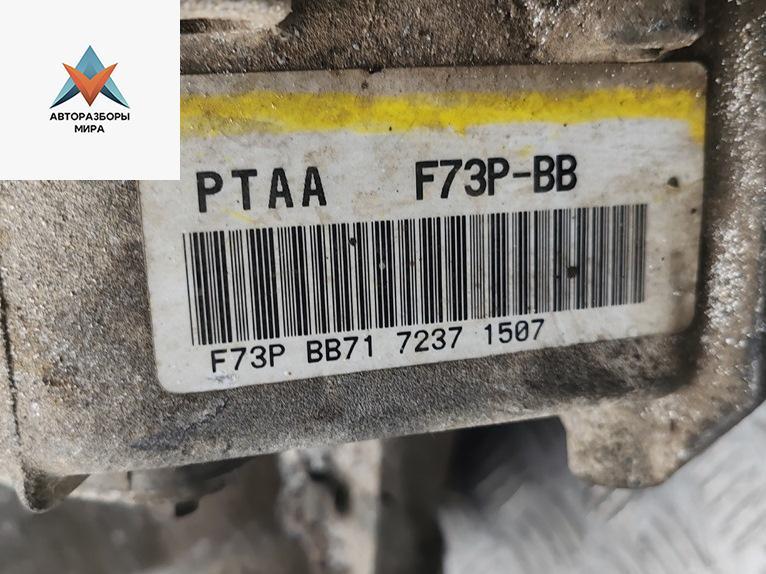 АВТОРАЗБОРЫ
МИРА
PTAA F73P-BB
F73P BB71 7237 1507